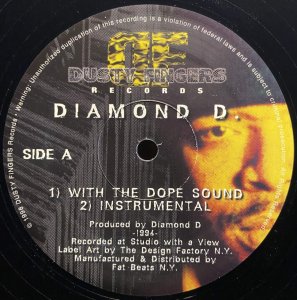 Warning: unauthorized duplication of this recording is a violation of federal laws and is subject to criminal prosecution
DF
DUSTY FINGERS
RECORDS
DIAMOND D.
SIDE A
1) WITH THE DOPE SOUND
2) INSTRUMENTAL
Produced by Diamond D
-1994-
Recorded at Studio with a View
Label Art by The Design Factory N.Y.
Manufactured & Distributed by
Fat Beats N.Y.
DUSTY FINGERS Records